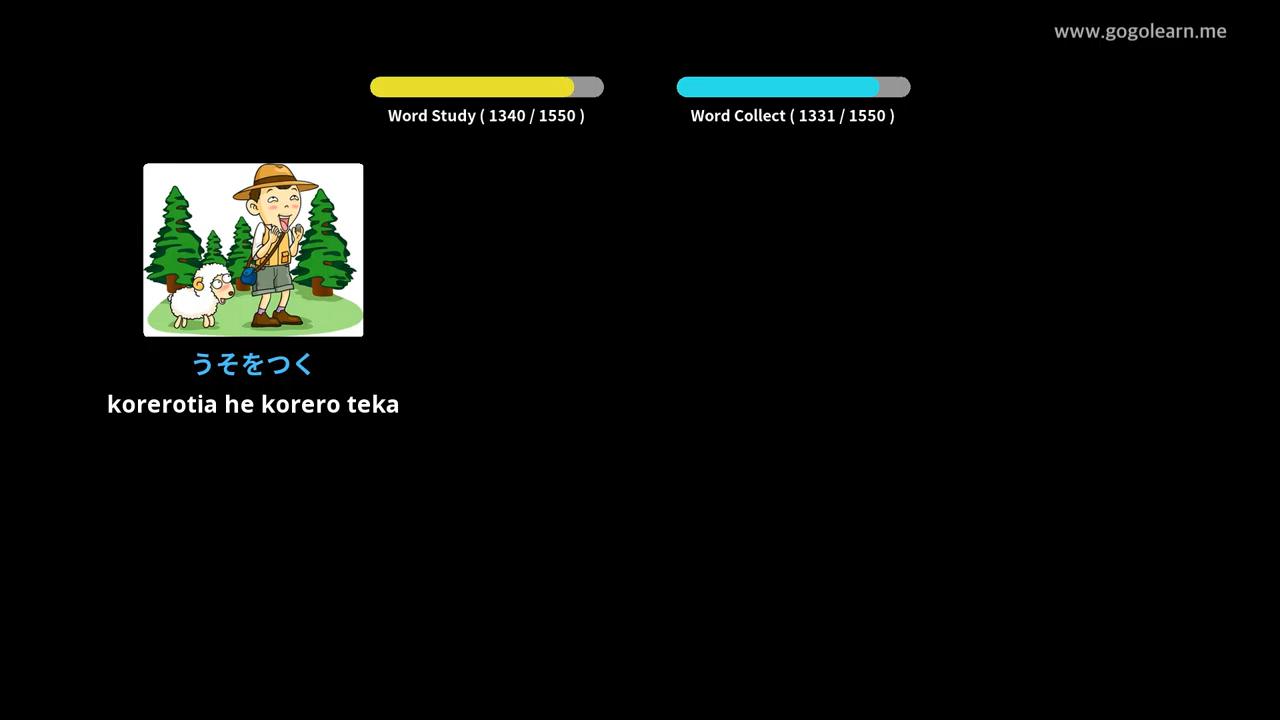 www.gogolearn.me
Word Study ( 1340 / 1550 )
Word Collect ( 1331 / 1550 )
うそをつく
korerotia he korero teka